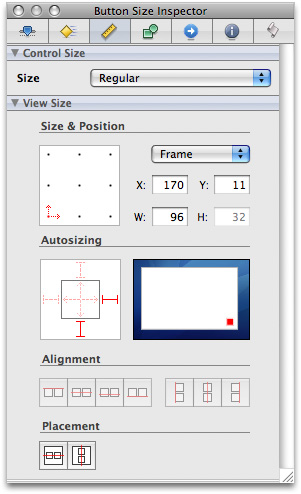 Button Size Inspector
Control Size
Size Regular
View Size
Size & Position
Frame
X: 170 Y: 11
W: 96 H: 32
Autosizing
Alignment
Placement